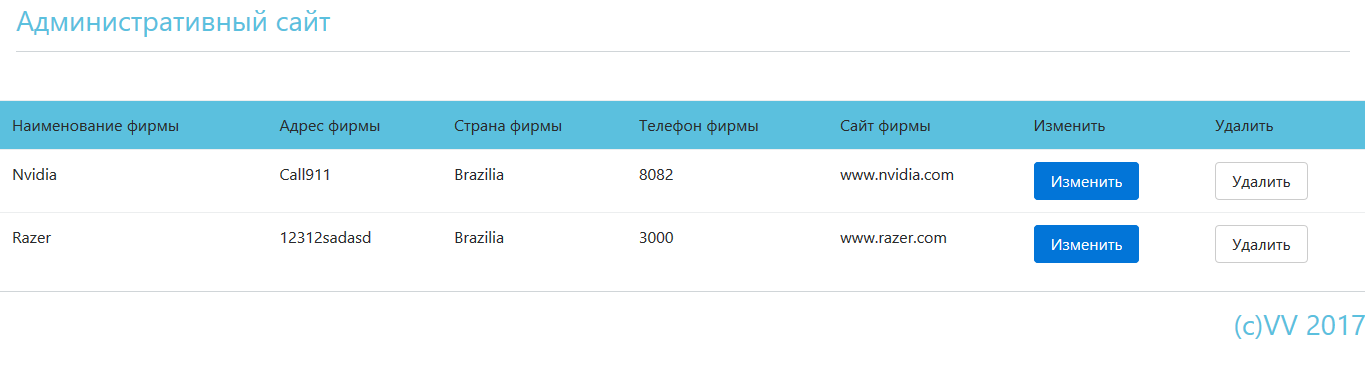 Административный сайт
Наименование фирмы Адрес фирмы Страна фирмы Телефон фирмы Сайт фирмы Изменить Удалить
Nvidia Call911 Brazilia 8082 www.nvidia.com Изменить Удалить
Razer 12312sadasd Brazilia 3000 www.razer.com Изменить Удалить
(c)VV 2017